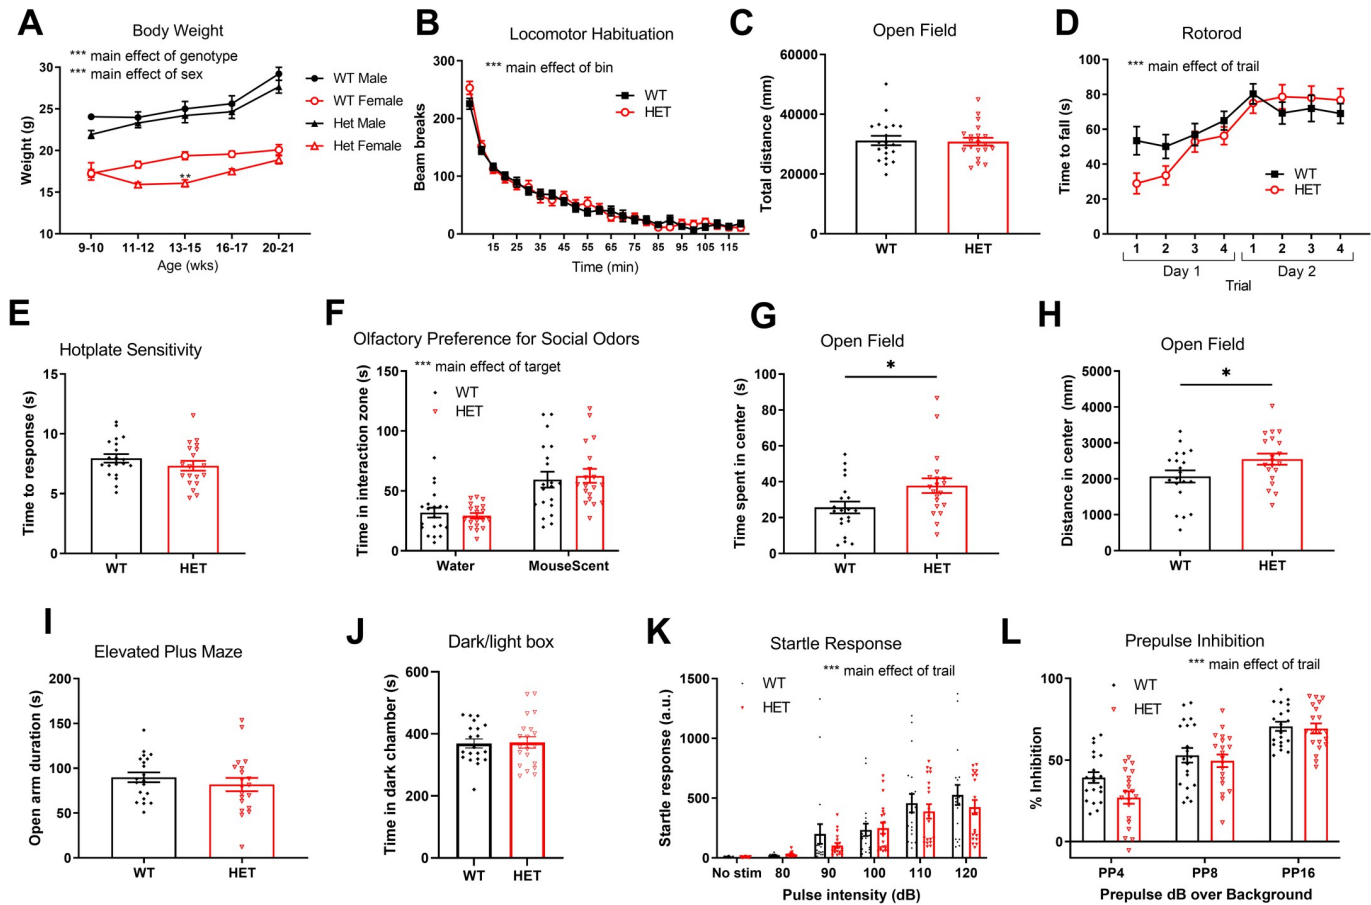 A
Body Weight
*** main effect of genotype
*** main effect of sex
30
25
20
15
10
Weight (g)
**
9-10 11-12 13-15 16-17 20-21
Age (wks)
WT Male
WT Female
Het Male
Het Female
B
Locomotor Habituation
*** main effect of bin
300
200
100
0
Beam breaks
WT
HET
15 25 35 45 55 65 75 85 95 105 115
Time (min)
C
Open Field
60000
40000
20000
0
Total distance (mm)
WT HET
D
Rotorod
*** main effect of trail
100
80
60
40
20
0
Time to fall (s)
WT
HET
1 2 3 4 1 2 3 4
Day 1 Day 2
Trial
E
Hotplate Sensitivity
15
10
5
0
Time to response (s)
WT HET
F
Olfactory Preference for Social Odors
*** main effect of target
150
100
50
0
Time in interaction zone (s)
WT
HET
Water MouseScent
G
Open Field
*
100
80
60
40
20
0
Time spent in center (s)
WT HET
H
Open Field
*
5000
4000
3000
2000
1000
0
Distance in center (mm)
WT HET
I
Elevated Plus Maze
200
150
100
50
0
Open arm duration (s)
WT HET
J
Dark/light box
600
400
200
0
Time in dark chamber (s)
WT HET
K
Startle Response
*** main effect of trail
1500
1000
500
0
Startle response (a.u.)
WT
HET
No stim 80 90 100 110 120
Pulse intensity (dB)
L
Prepulse Inhibition
*** main effect of trail
100
50
0
% Inhibition
WT
HET
PP4 PP8 PP16
Prepulse dB over Background